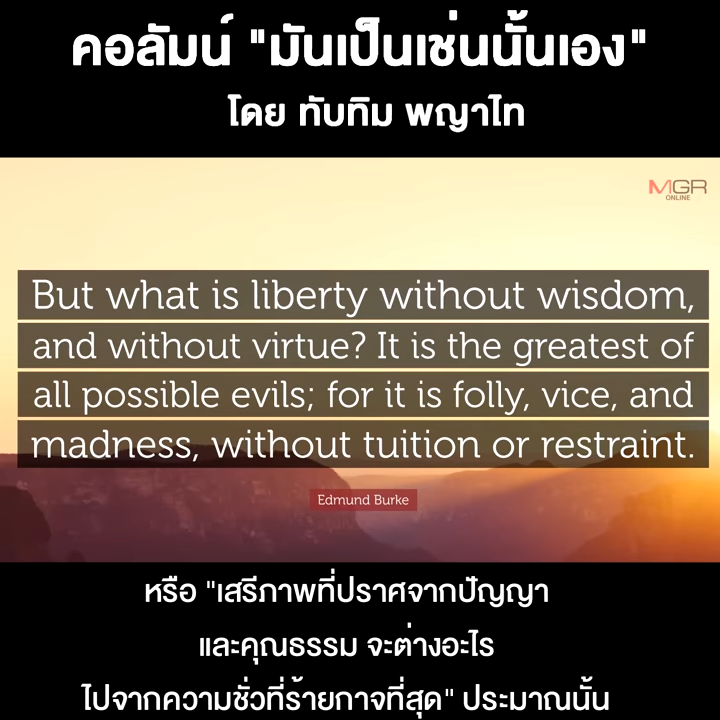 คอลัมน์ "มันเป็นเช่นนั้นเอง"
โดย ทับทิม พญาไท
MGR
ONLINE
But what is liberty without wisdom,
and without virtue? It is the greatest of
all possible evils; for it is folly, vice, and
madness, without tuition or restraint.
Edmund Burke
หรือ "เสรีภาพที่ปราศจากปัญญา
และคุณธรรม จะต่างอะไร
ไปจากความชั่วที่ร้ายกาจที่สุด" ประมาณนั้น